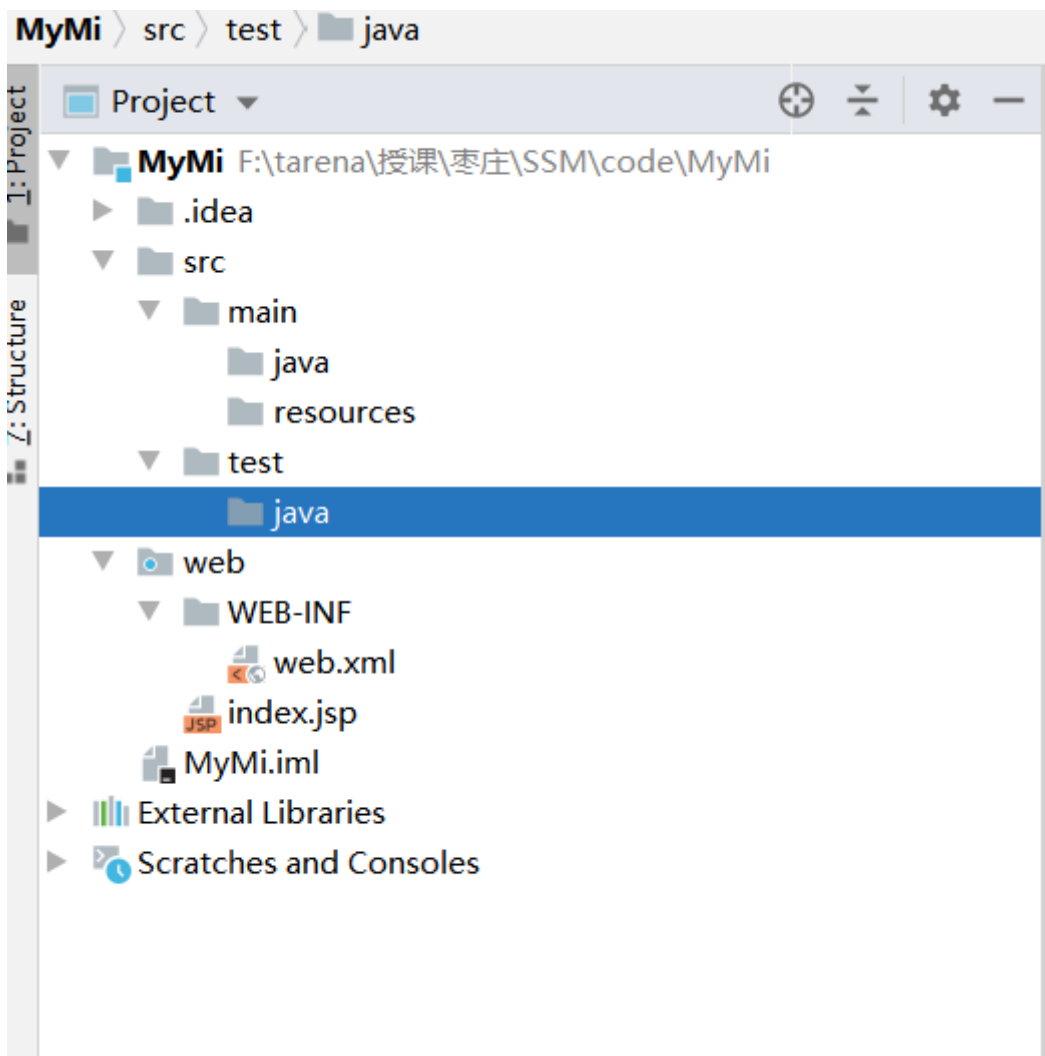 MyMi 〉 src 〉 test 〉 java
1: Project
Project
MyMi F:\tarena\授课\枣庄\SSM\code\MyMi
.idea
src
main
java
resources
test
java
web
WEB-INF
web.xml
JSP index.jsp
MyMi.iml
External Libraries
Scratches and Consoles
7: Structure